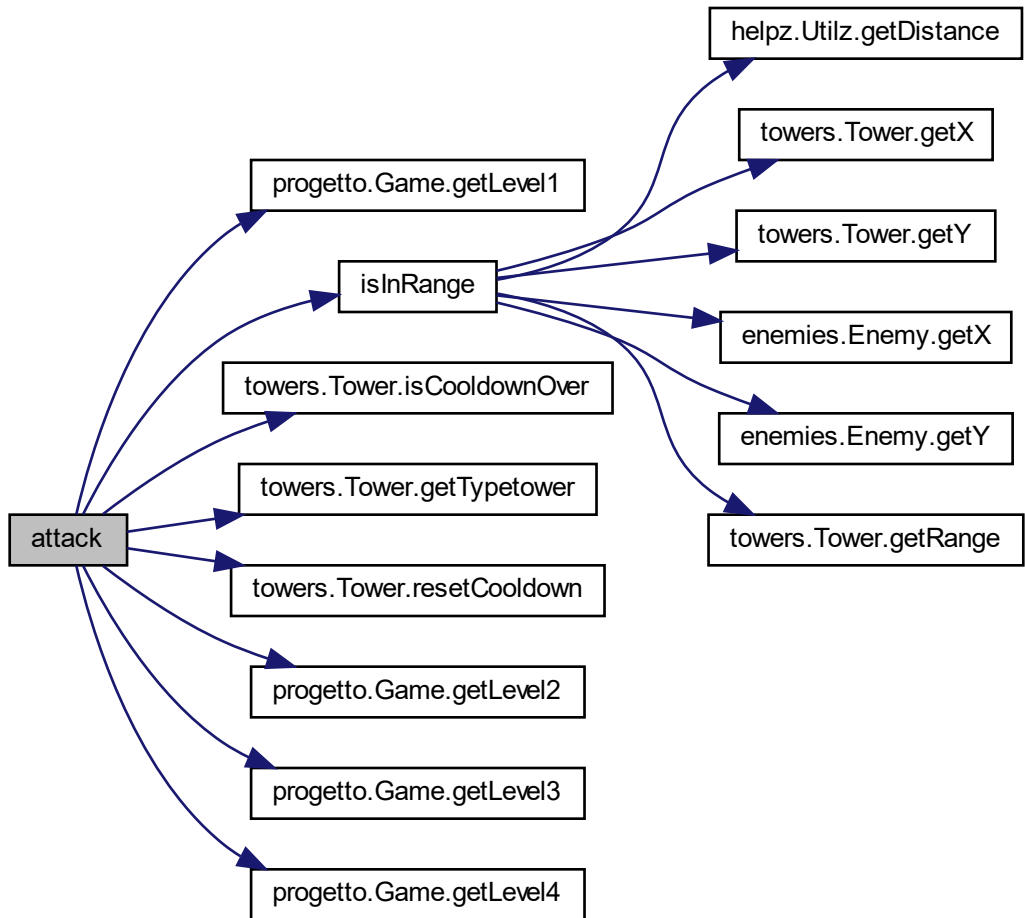 attack
progetto.Game.getLevel1
isInRange
towers.Tower.isCooldownOver
towers.Tower.getTypetower
towers.Tower.resetCooldown
progetto.Game.getLevel2
progetto.Game.getLevel3
progetto.Game.getLevel4
helpz.Utilz.getDistance
towers.Tower.getX
towers.Tower.getY
enemies.Enemy.getX
enemies.Enemy.getY
towers.Tower.getRange